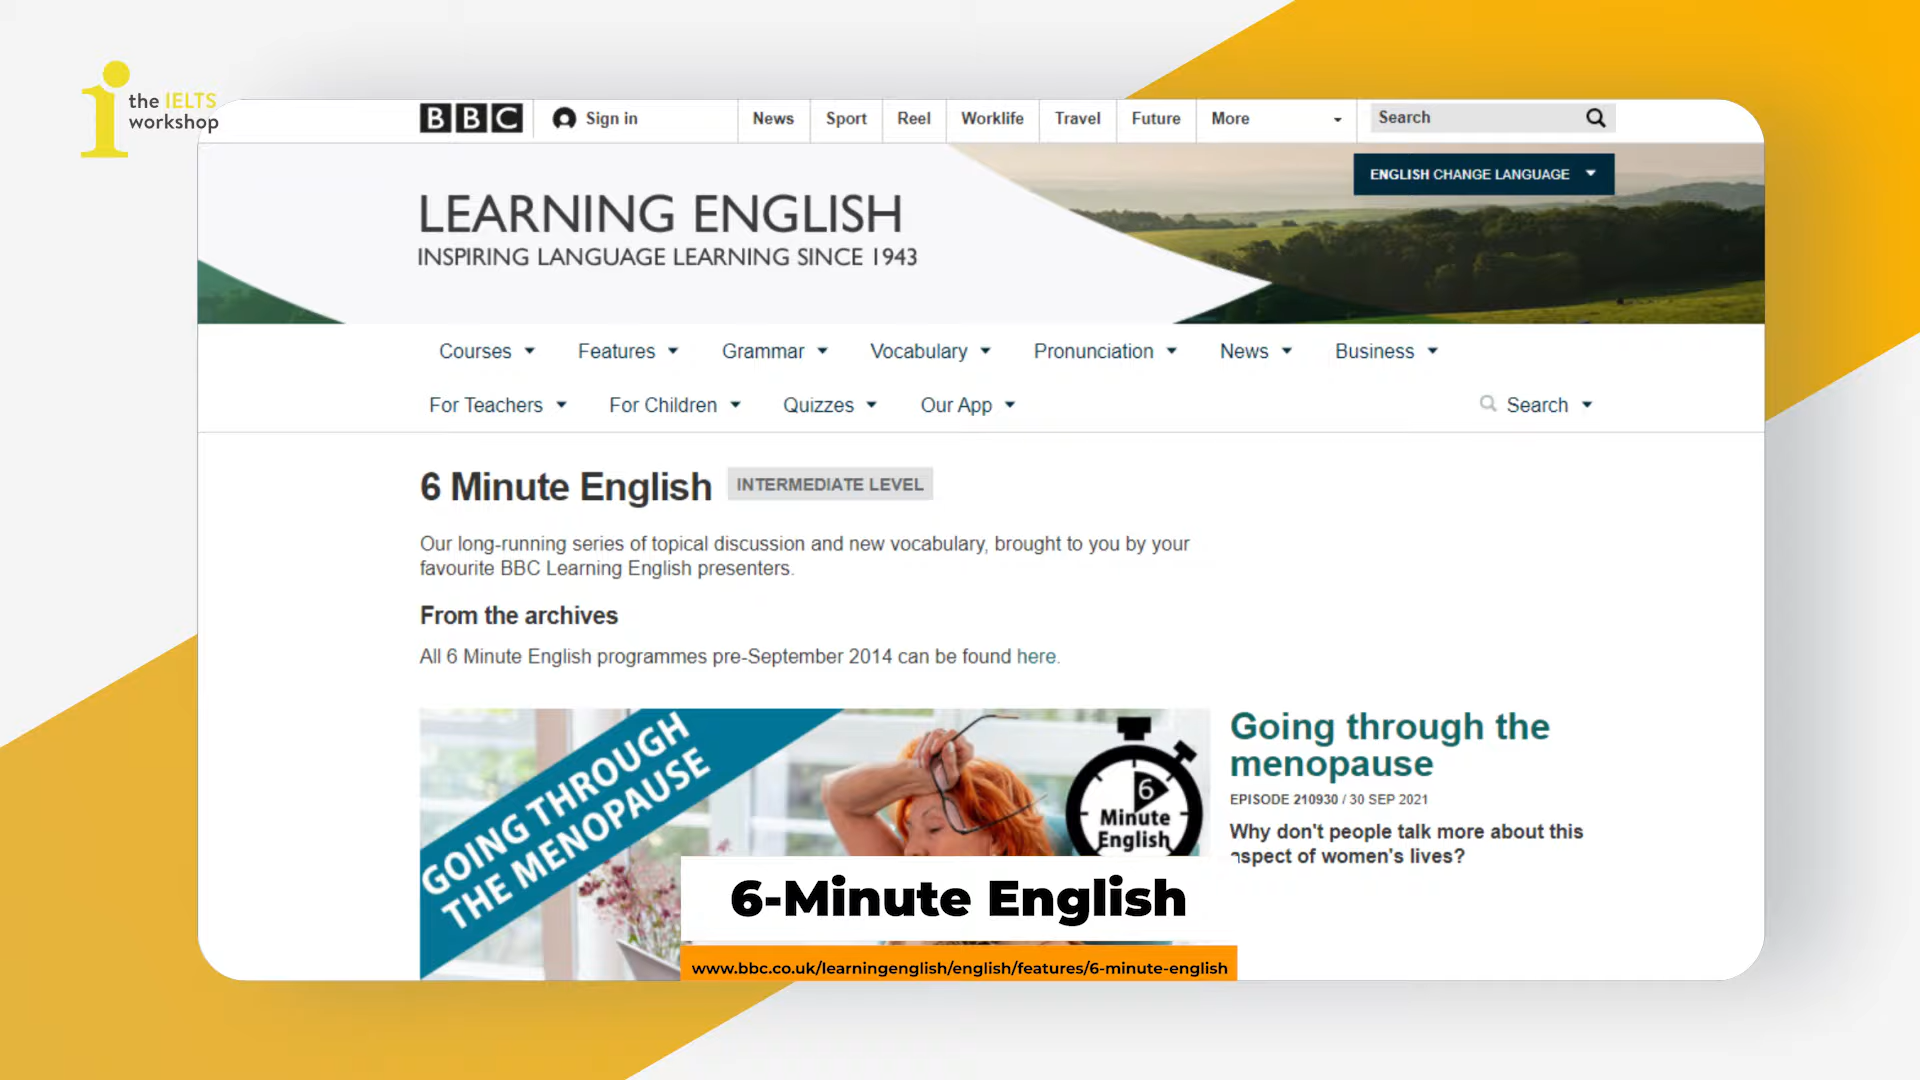 the IELTS
workshop
BBC
Sign in
News
Sport
Reel
Worklife
Travel
Future
More
Search
ENGLISH CHANGE LANGUAGE
LEARNING ENGLISH
INSPIRING LANGUAGE LEARNING SINCE 1943
Courses
Features
Grammar
Vocabulary
Pronunciation
News
Business
For Teachers
For Children
Quizzes
Our App
Search
6 Minute English
INTERMEDIATE LEVEL
Our long-running series of topical discussion and new vocabulary, brought to you by your
favourite BBC Learning English presenters.
From the archives
All 6 Minute English programmes pre-September 2014 can be found here.
GOING THROUGH
THE MENOPAUSE
6
Minute
English
Going through the
menopause
EPISODE 210930 / 30 SEP 2021
Why don't people talk more about this
aspect of women's lives?
6-Minute English
www.bbc.co.uk/learningenglish/english/features/6-minute-english